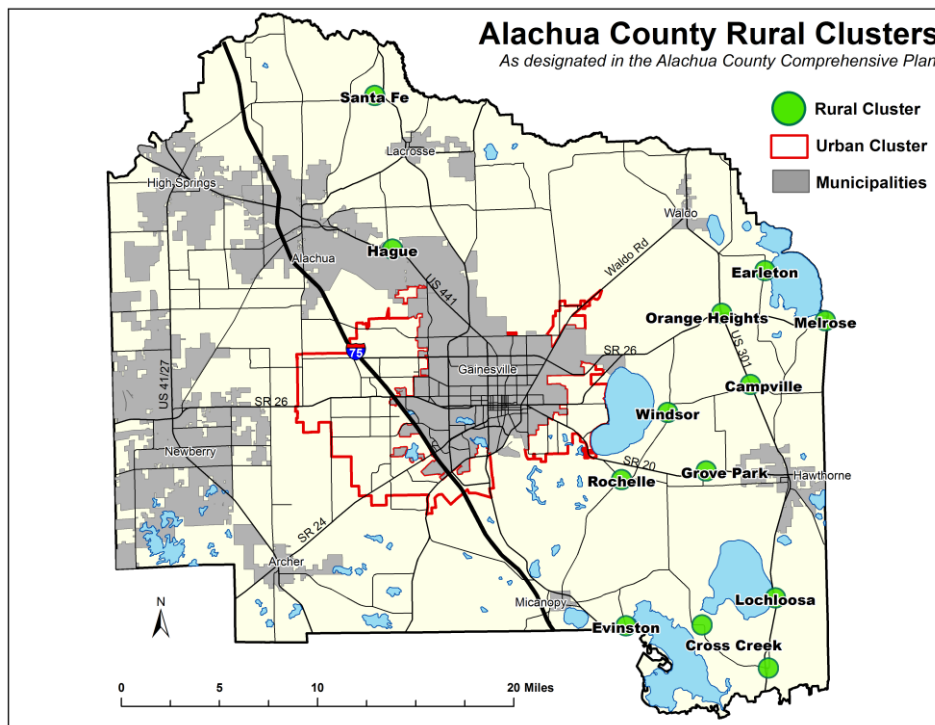 Alachua County Rural Clusters
As designated in the Alachua County Comprehensive Plan
Rural Cluster
Urban Cluster
Municipalities
Santa Fe
Lacrosse
High Springs
Waldo
Alachua
Hague
Waldo Rd
Earleton
US 441
Orange Heights
Melrose
US 301
75
SR 26
Gainesville
US 41/27
Campville
SR 26
Windsor
Newberry
SR 20
Grove Park
Hawthorne
Rochelle
SR 24
Archer
Micanopy
Lochloosa
Evinston
Cross Creek
N
0 5 10 20 Miles